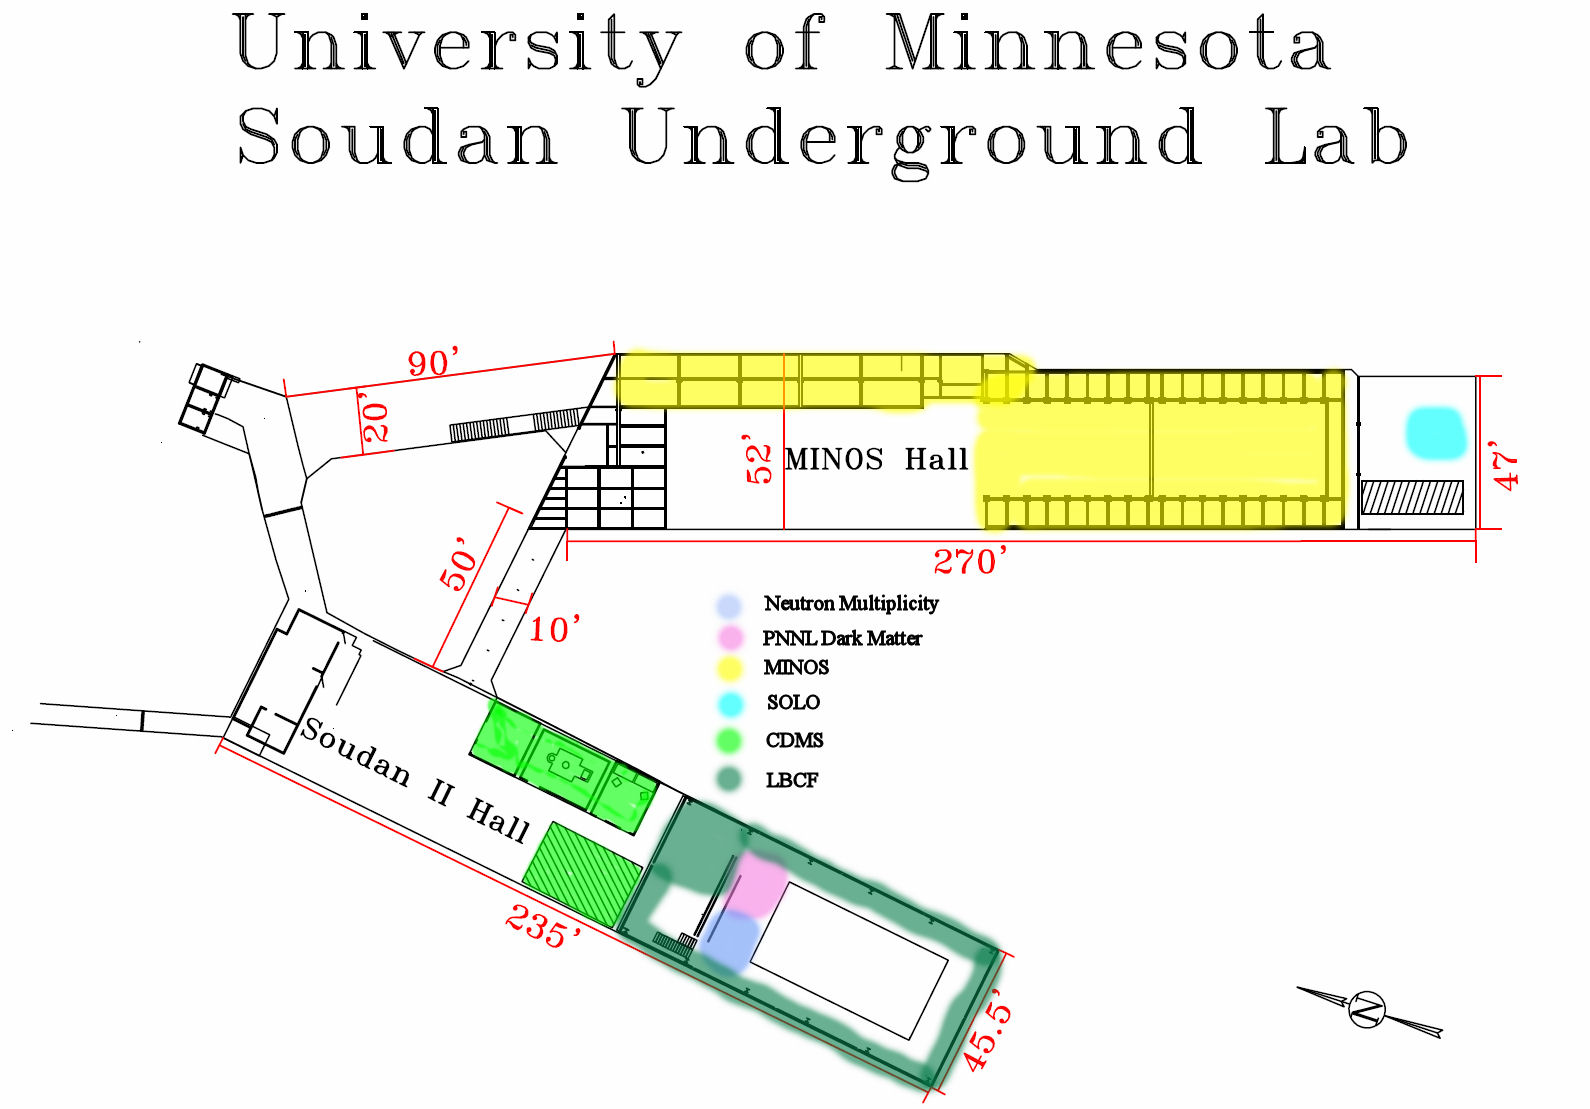 University of Minnesota
Soudan Underground Lab
90'
20'
52'
MINOS Hall
47'
270'
50'
10'
Neutron Multiplicity
PNNL Dark Matter
MINOS
SOLO
CDMS
LBCF
Soudan II Hall
235'
45.5'
N